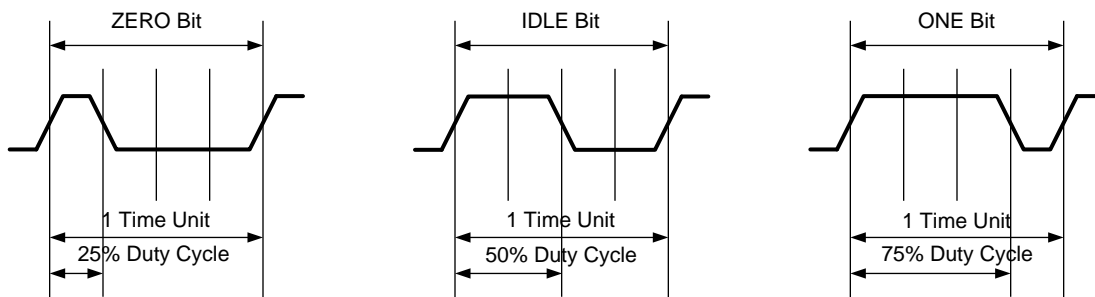 ZERO Bit
IDLE Bit
ONE Bit
1 Time Unit
1 Time Unit
1 Time Unit
25% Duty Cycle
50% Duty Cycle
75% Duty Cycle